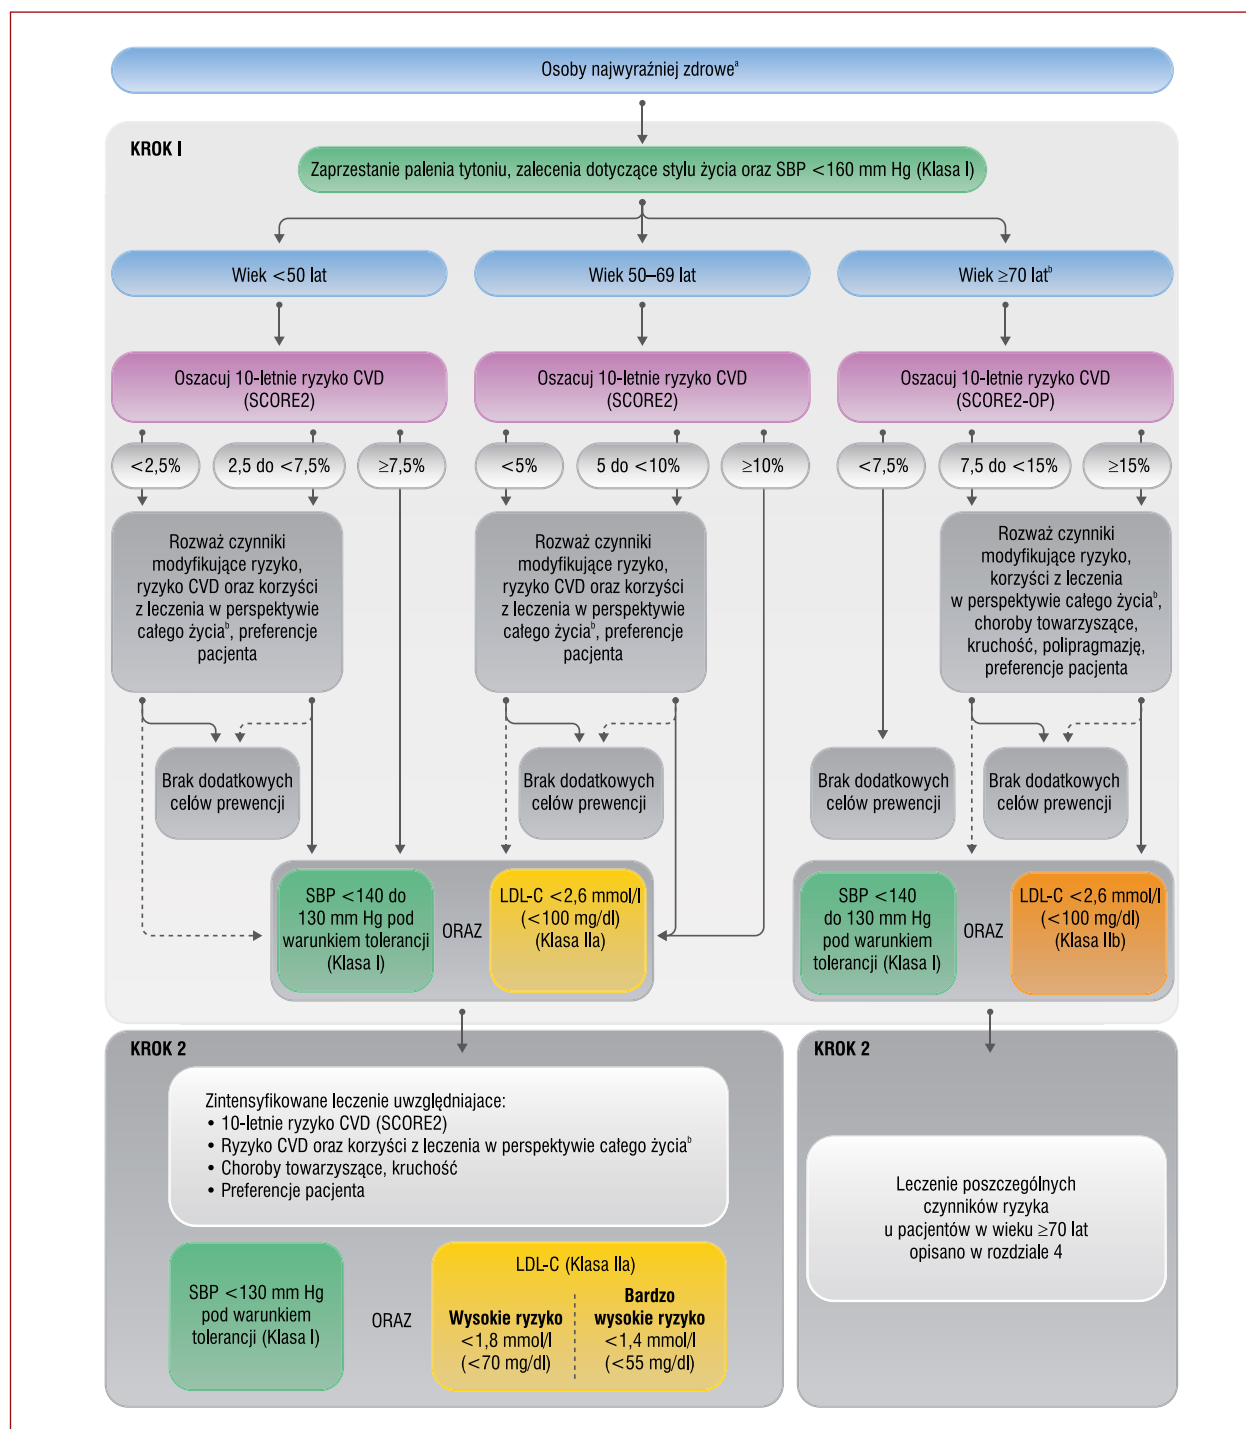 Osoby najwyraźniej zdroweᵃ
KROK I
Zaprzestanie palenia tytoniu, zalecenia dotyczące stylu życia oraz SBP <160 mm Hg (Klasa I)
Wiek <50 lat
Wiek 50–69 lat
Wiek ≥70 latᵇ
Oszacuj 10-letnie ryzyko CVD
(SCORE2)
Oszacuj 10-letnie ryzyko CVD
(SCORE2)
Oszacuj 10-letnie ryzyko CVD
(SCORE2-OP)
<2,5%
2,5 do <7,5%
≥7,5%
<5%
5 do <10%
≥10%
<7,5%
7,5 do <15%
≥15%
Rozważ czynniki
modyfikujące ryzyko,
ryzyko CVD oraz korzyści
z leczenia w perspektywie
całego życiaᵇ, preferencje
pacjenta
Rozważ czynniki
modyfikujące ryzyko,
ryzyko CVD oraz korzyści
z leczenia w perspektywie
całego życiaᵇ, preferencje
pacjenta
Rozważ czynniki
modyfikujące ryzyko,
korzyści z leczenia
w perspektywie całego życiaᵇ,
choroby towarzyszące,
kruchość, polipragmazję,
preferencje pacjenta
Brak dodatkowych
celów prewencji
Brak dodatkowych
celów prewencji
Brak dodatkowych
celów prewencji
Brak dodatkowych
celów prewencji
SBP <140 do
130 mm Hg pod
warunkiem tolerancji
(Klasa I)
ORAZ
LDL-C <2,6 mmol/l
(<100 mg/dl)
(Klasa IIa)
SBP <140
do 130 mm Hg
pod warunkiem
tolerancji (Klasa I)
ORAZ
LDL-C <2,6 mmol/l
(<100 mg/dl)
(Klasa IIb)
KROK 2
Zintensyfikowane leczenie uwzględniajace:
• 10-letnie ryzyko CVD (SCORE2)
• Ryzyko CVD oraz korzyści z leczenia w perspektywie całego życiaᵇ
• Choroby towarzyszące, kruchość
• Preferencje pacjenta
SBP <130 mm Hg
pod warunkiem
tolerancji (Klasa I)
ORAZ
LDL-C (Klasa IIa)
Wysokie ryzyko
<1,8 mmol/l
(<70 mg/dl)
Bardzo
wysokie ryzyko
<1,4 mmol/l
(<55 mg/dl)
KROK 2
Leczenie poszczególnych
czynników ryzyka
u pacjentów w wieku ≥70 lat
opisano w rozdziale 4